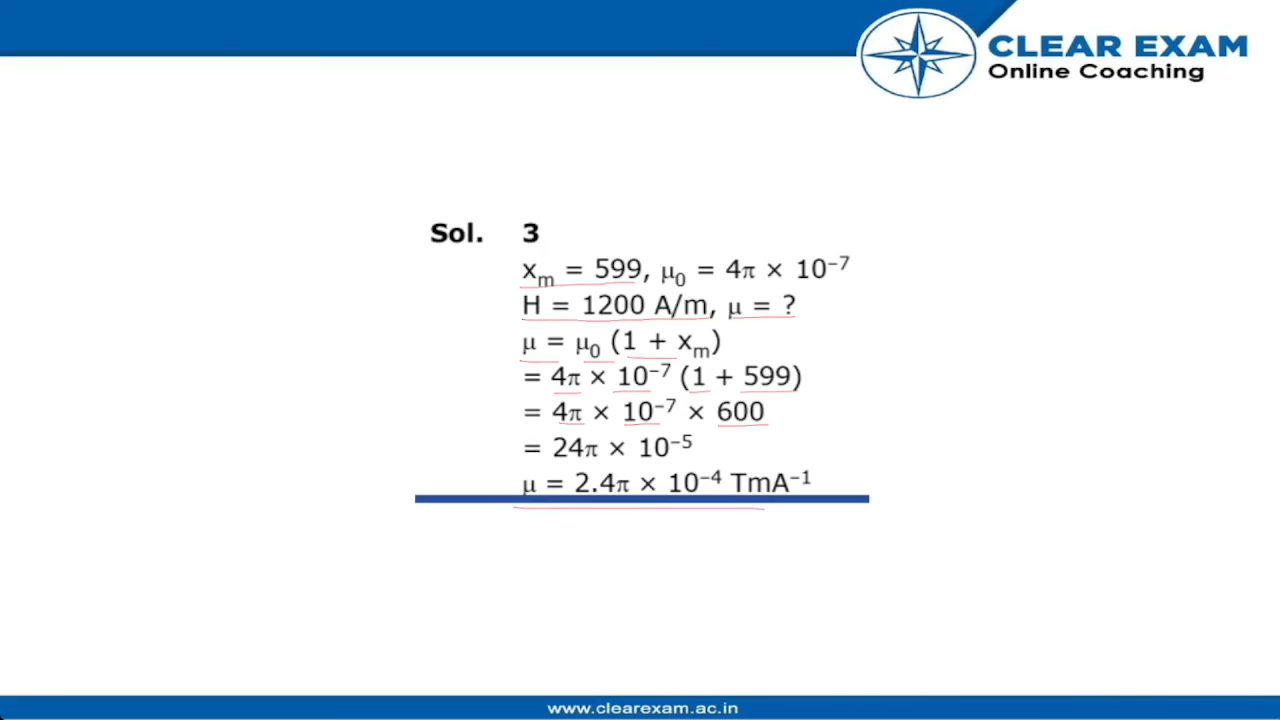 CLEAR EXAM
Online Coaching
Sol. 3
xₘ = 599, μ₀ = 4π × 10⁻⁷
H = 1200 A/m, μ = ?
μ = μ₀ (1 + xₘ)
= 4π × 10⁻⁷ (1 + 599)
= 4π × 10⁻⁷ × 600
= 24π × 10⁻⁵
μ = 2.4π × 10⁻⁴ TmA⁻¹
www.clearexam.ac.in